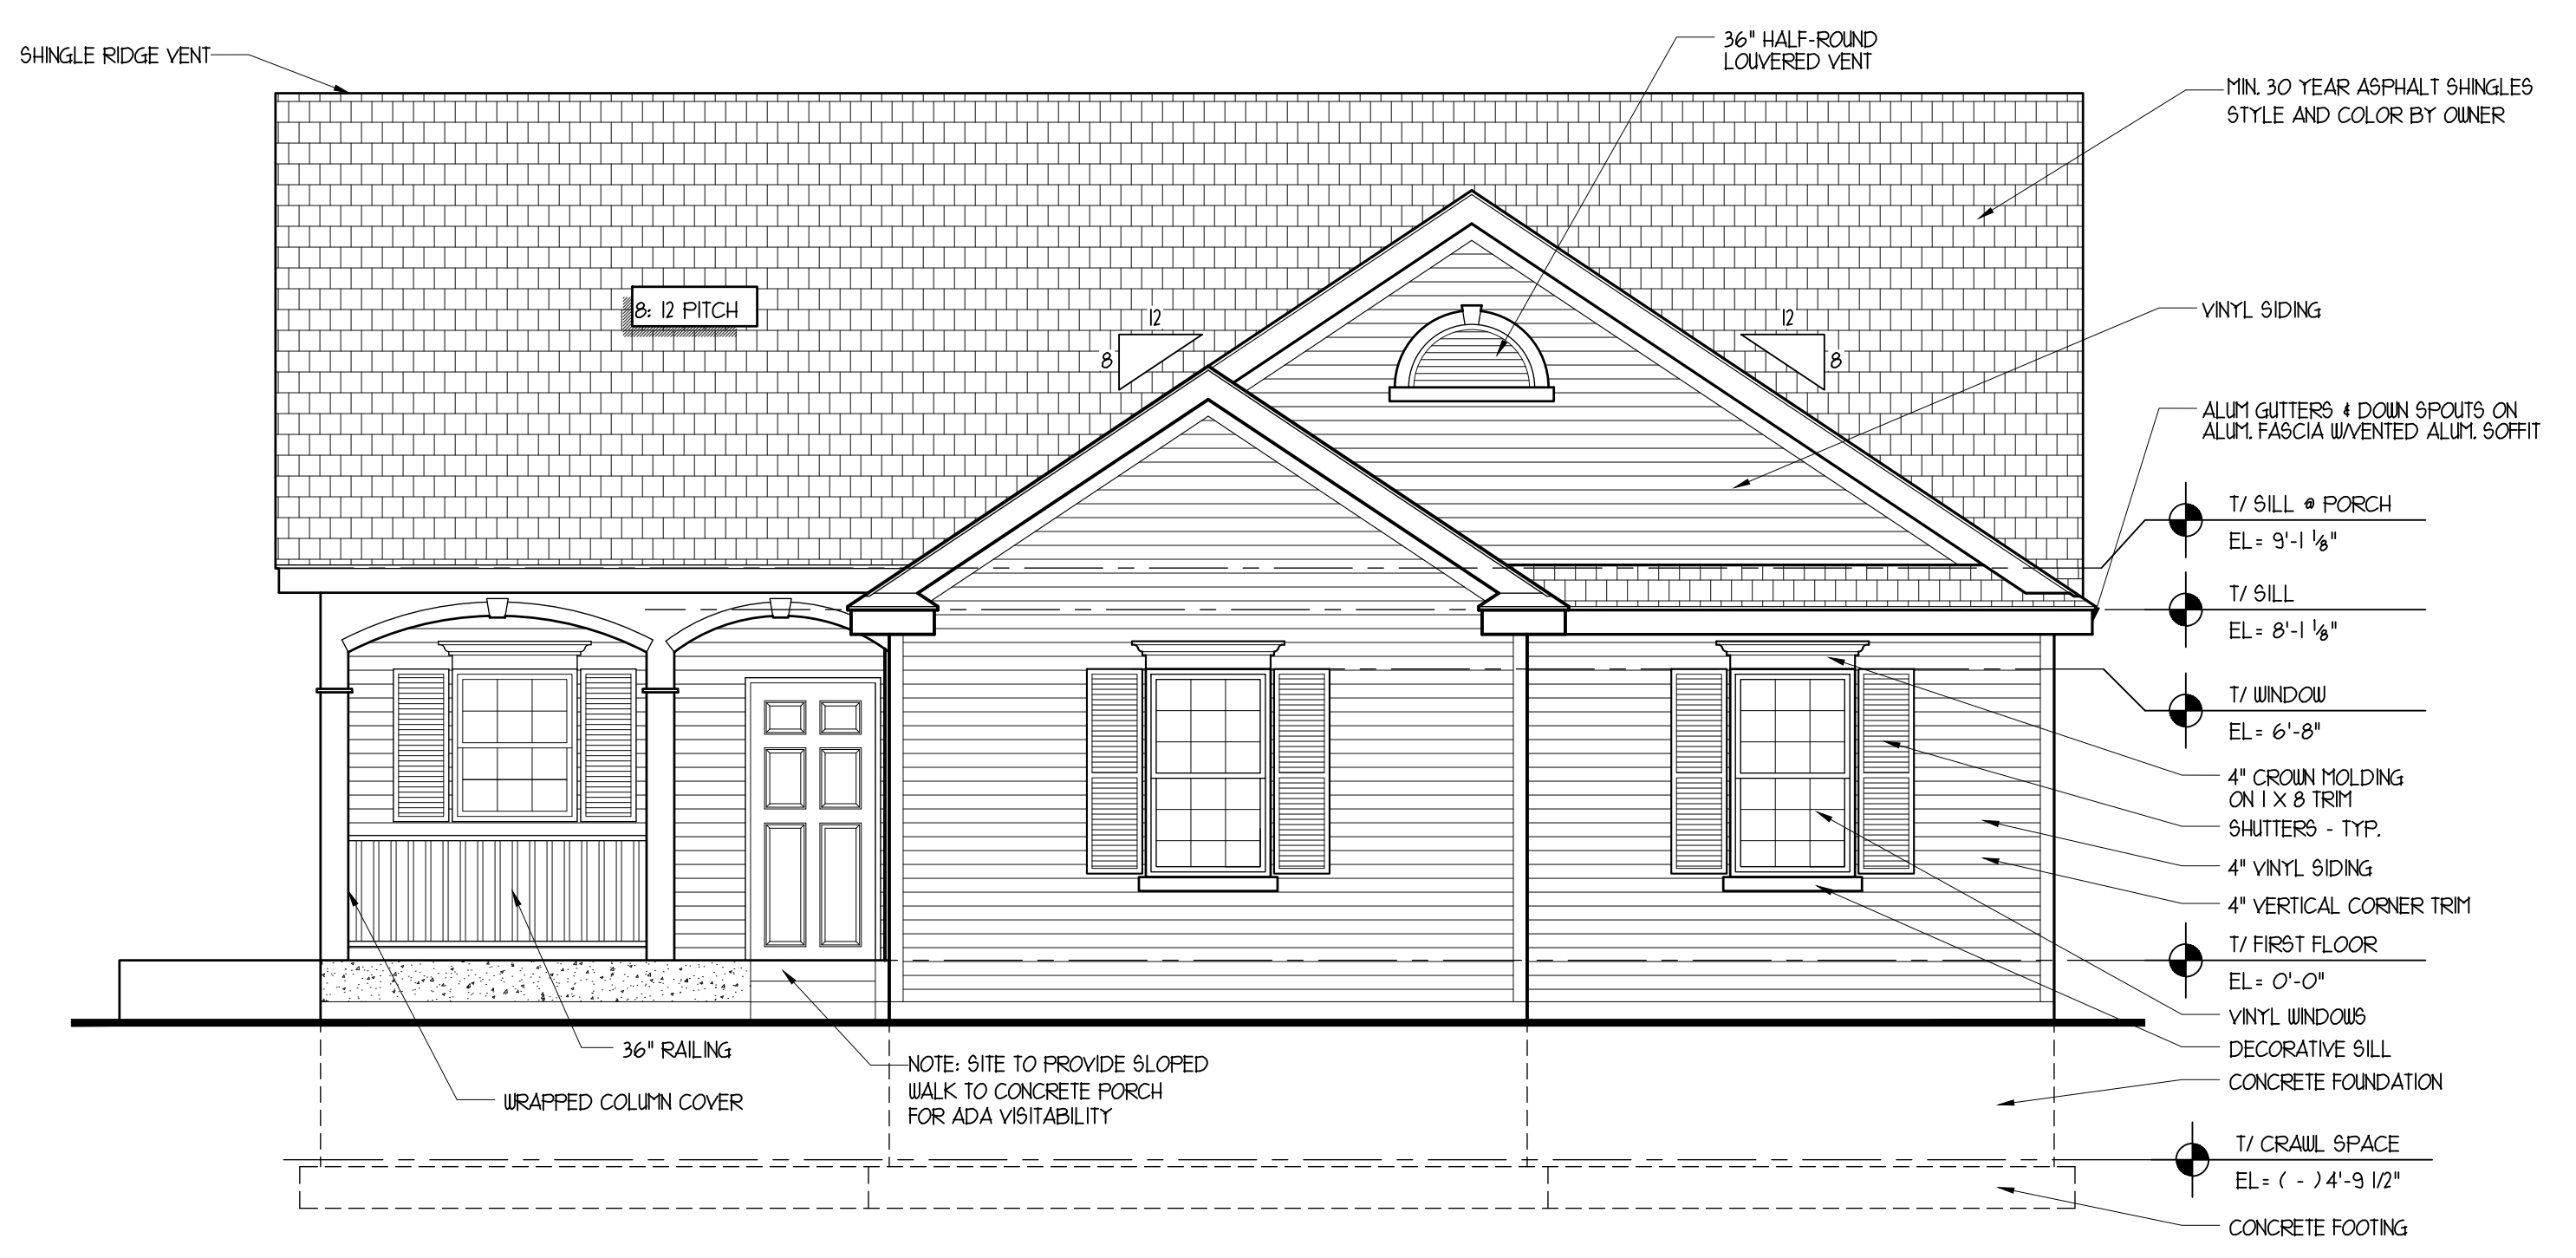 SHINGLE RIDGE VENT
36" HALF-ROUND
LOUVERED VENT
MIN. 30 YEAR ASPHALT SHINGLES
STYLE AND COLOR BY OWNER
8: 12 PITCH
12
8
12
8
VINYL SIDING
ALUM GUTTERS & DOWN SPOUTS ON
ALUM. FASCIA W/VENTED ALUM. SOFFIT
T/ SILL @ PORCH
EL= 9'-1 1/8"
T/ SILL
EL= 8'-1 1/8"
T/ WINDOW
EL= 6'-8"
4" CROWN MOLDING
ON 1 X 8 TRIM
SHUTTERS - TYP.
4" VINYL SIDING
4" VERTICAL CORNER TRIM
T/ FIRST FLOOR
EL= 0'-0"
VINYL WINDOWS
DECORATIVE SILL
CONCRETE FOUNDATION
T/ CRAWL SPACE
EL= ( - ) 4'-9 1/2"
CONCRETE FOOTING
36" RAILING
WRAPPED COLUMN COVER
NOTE: SITE TO PROVIDE SLOPED
WALK TO CONCRETE PORCH
FOR ADA VISITABILITY